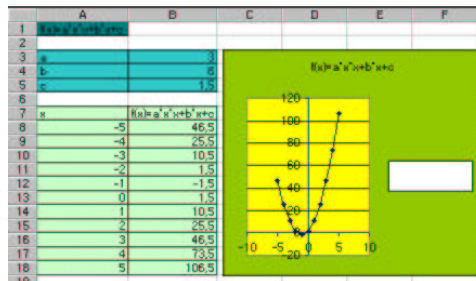 A B C D E F
1 f(x)=a*x*x+b*x+c
2
3 a 3
4 b 6
5 c 1,5
6
7 x f(x)=a*x*x+b*x+c
8 -5 46,5
9 -4 25,5
10 -3 10,5
11 -2 1,5
12 -1 -1,5
13 0 1,5
14 1 10,5
15 2 25,5
16 3 46,5
17 4 73,5
18 5 106,5
f(x)=a*x*x+b*x+c
120
100
80
60
40
20
0
-20
-10 -5 0 5 10